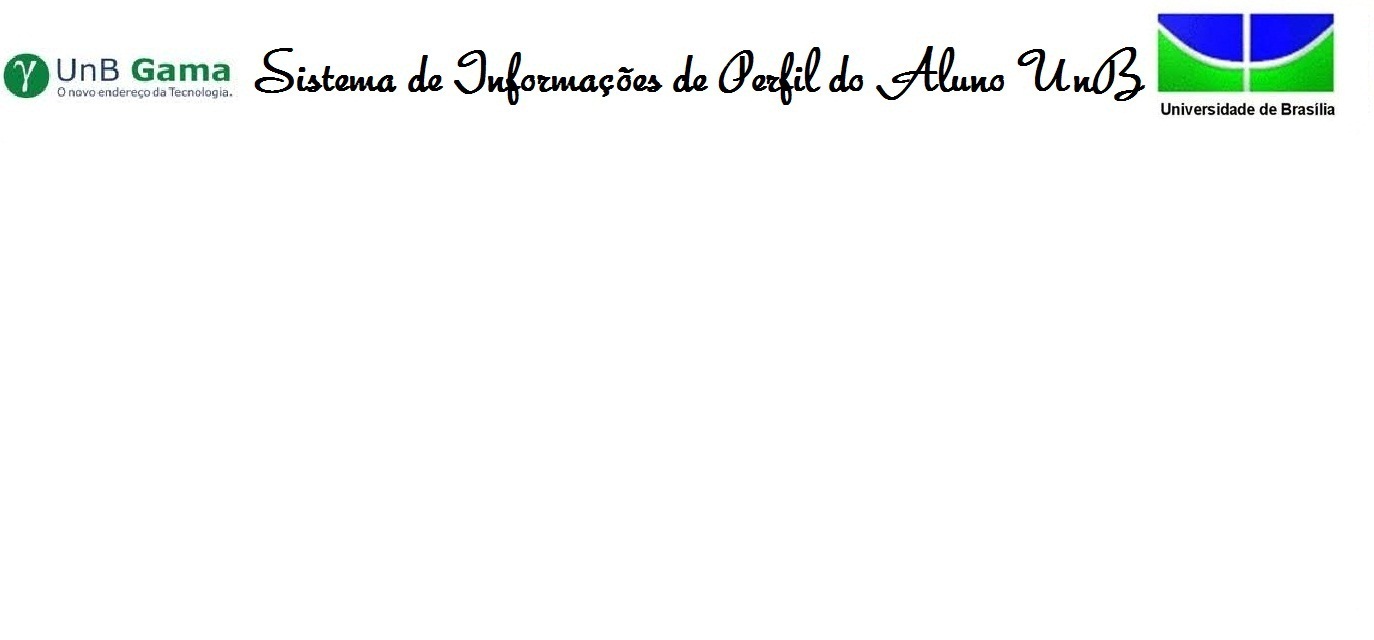 γ UnB Gama
O novo endereço da Tecnologia.
Sistema de Informações de Perfil do Aluno UnB
Universidade de Brasília